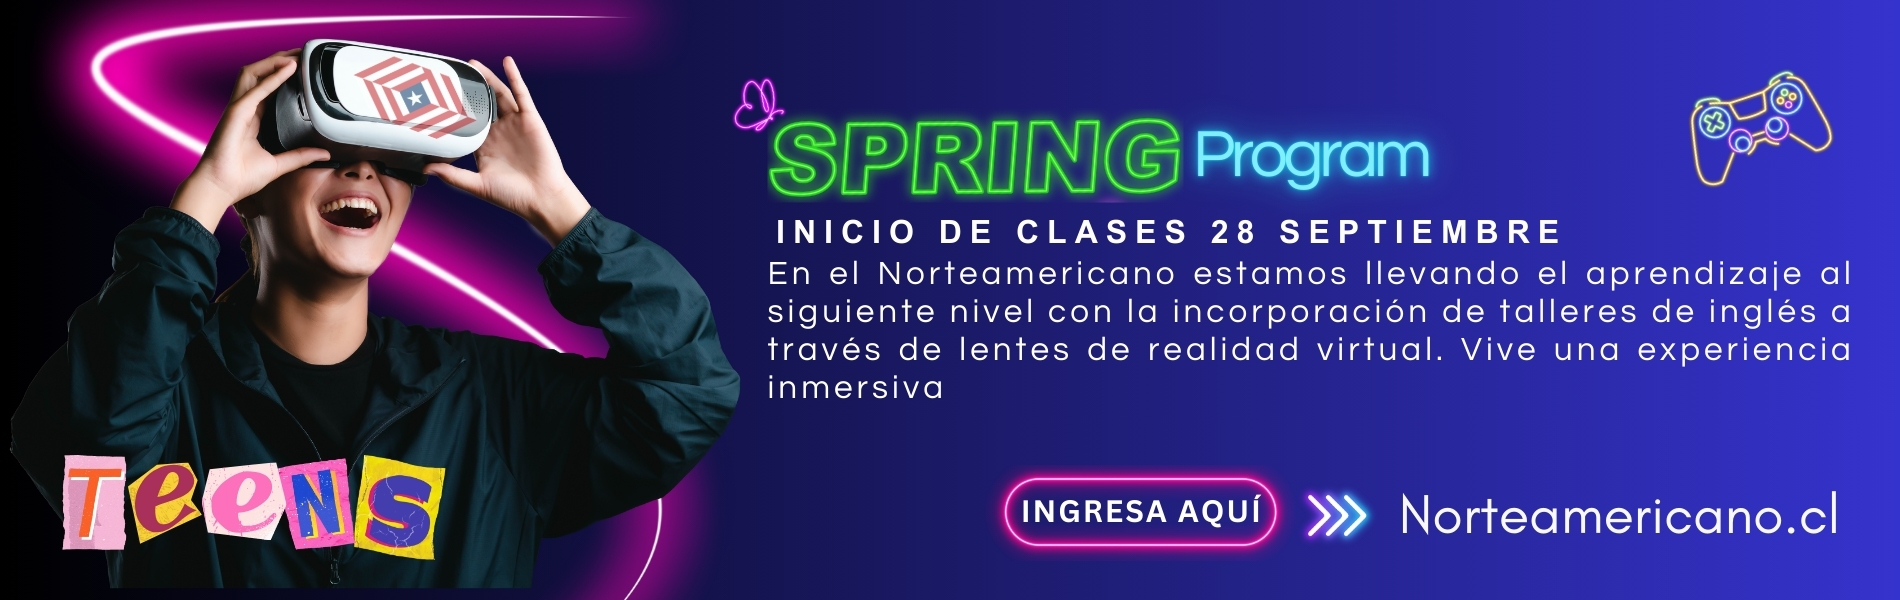 SPRING Program
INICIO DE CLASES 28 SEPTIEMBRE
En el Norteamericano estamos llevando el aprendizaje al
siguiente nivel con la incorporación de talleres de inglés a
través de lentes de realidad virtual. Vive una experiencia
inmersiva
TeeNS
INGRESA AQUÍ
Norteamericano.cl